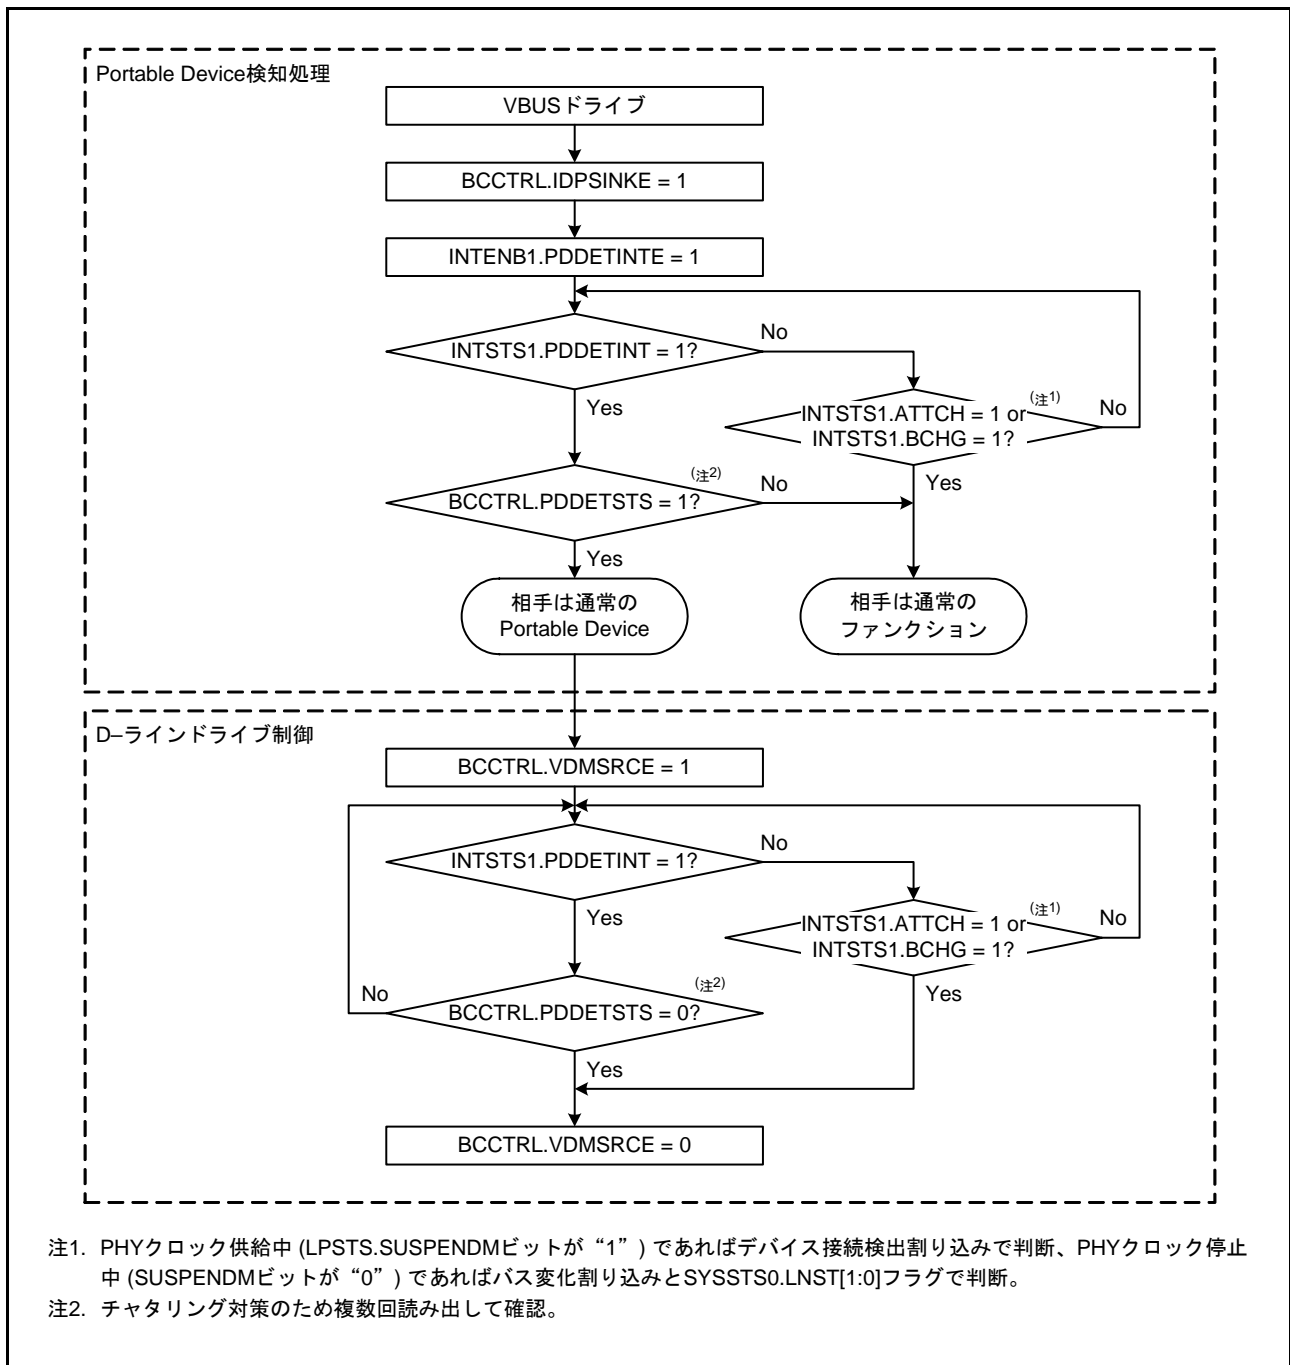 Portable Device検知処理
VBUSドライブ
BCCTRL.IDPSINKE = 1
INTENB1.PDDETINTE = 1
INTSTS1.PDDETINT = 1?
No
Yes
INTSTS1.ATTCH = 1 or (注1)
INTSTS1.BCHG = 1?
No
Yes
BCCTRL.PDDETSTS = 1? (注2)
No
Yes
相手は通常の
Portable Device
相手は通常の
ファンクション
D–ラインドライブ制御
BCCTRL.VDMSRCE = 1
INTSTS1.PDDETINT = 1?
No
Yes
INTSTS1.ATTCH = 1 or (注1)
INTSTS1.BCHG = 1?
No
Yes
BCCTRL.PDDETSTS = 0? (注2)
No
Yes
BCCTRL.VDMSRCE = 0
注1. PHYクロック供給中 (LPSTS.SUSPENDMビットが“1”) であればデバイス接続検出割り込みで判断、PHYクロック停止
中 (SUSPENDMビットが“0”) であればバス変化割り込みとSYSSTS0.LNST[1:0]フラグで判断。
注2. チャタリング対策のため複数回読み出して確認。